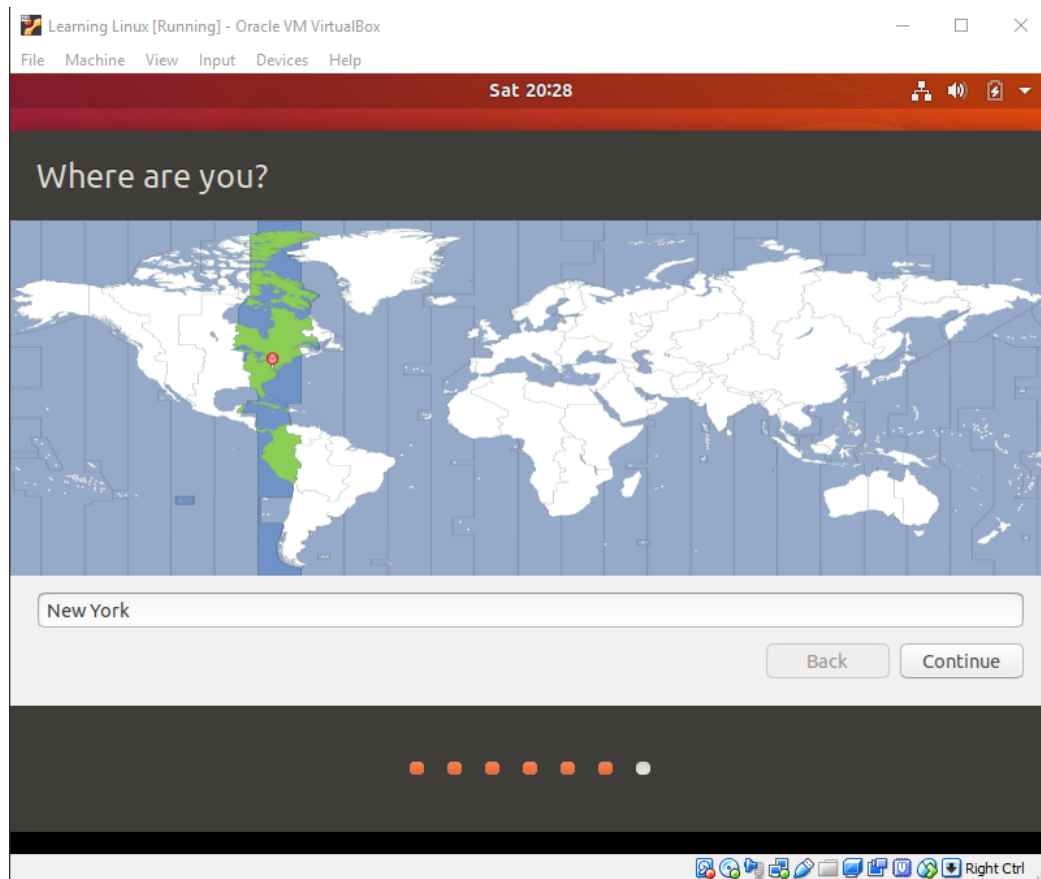 Learning Linux [Running] - Oracle VM VirtualBox
File Machine View Input Devices Help
Sat 20:28
Where are you?
New York
Back Continue
Right Ctrl